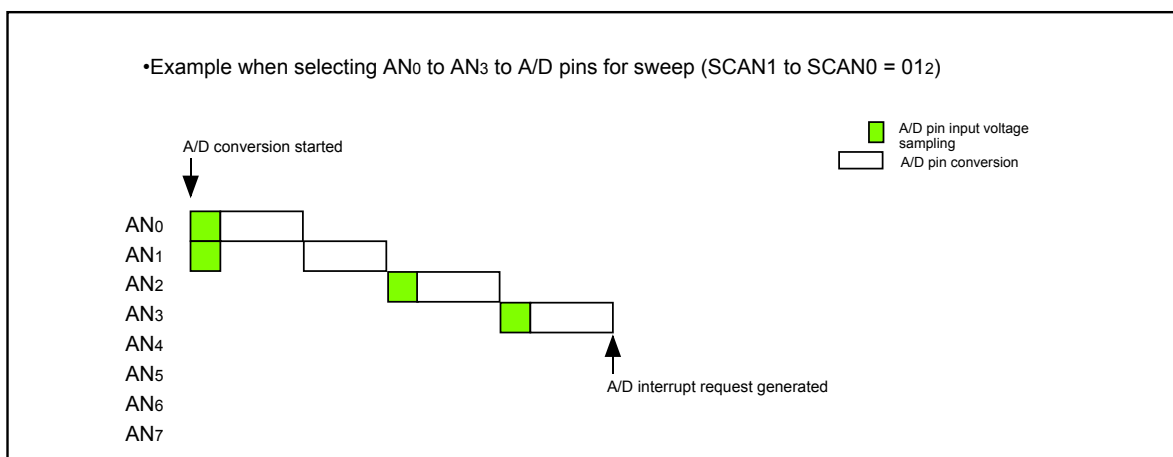 •Example when selecting AN0 to AN3 to A/D pins for sweep (SCAN1 to SCAN0 = 012)
A/D pin input voltage
sampling
A/D pin conversion
A/D conversion started
AN0
AN1
AN2
AN3
AN4
AN5
AN6
AN7
A/D interrupt request generated